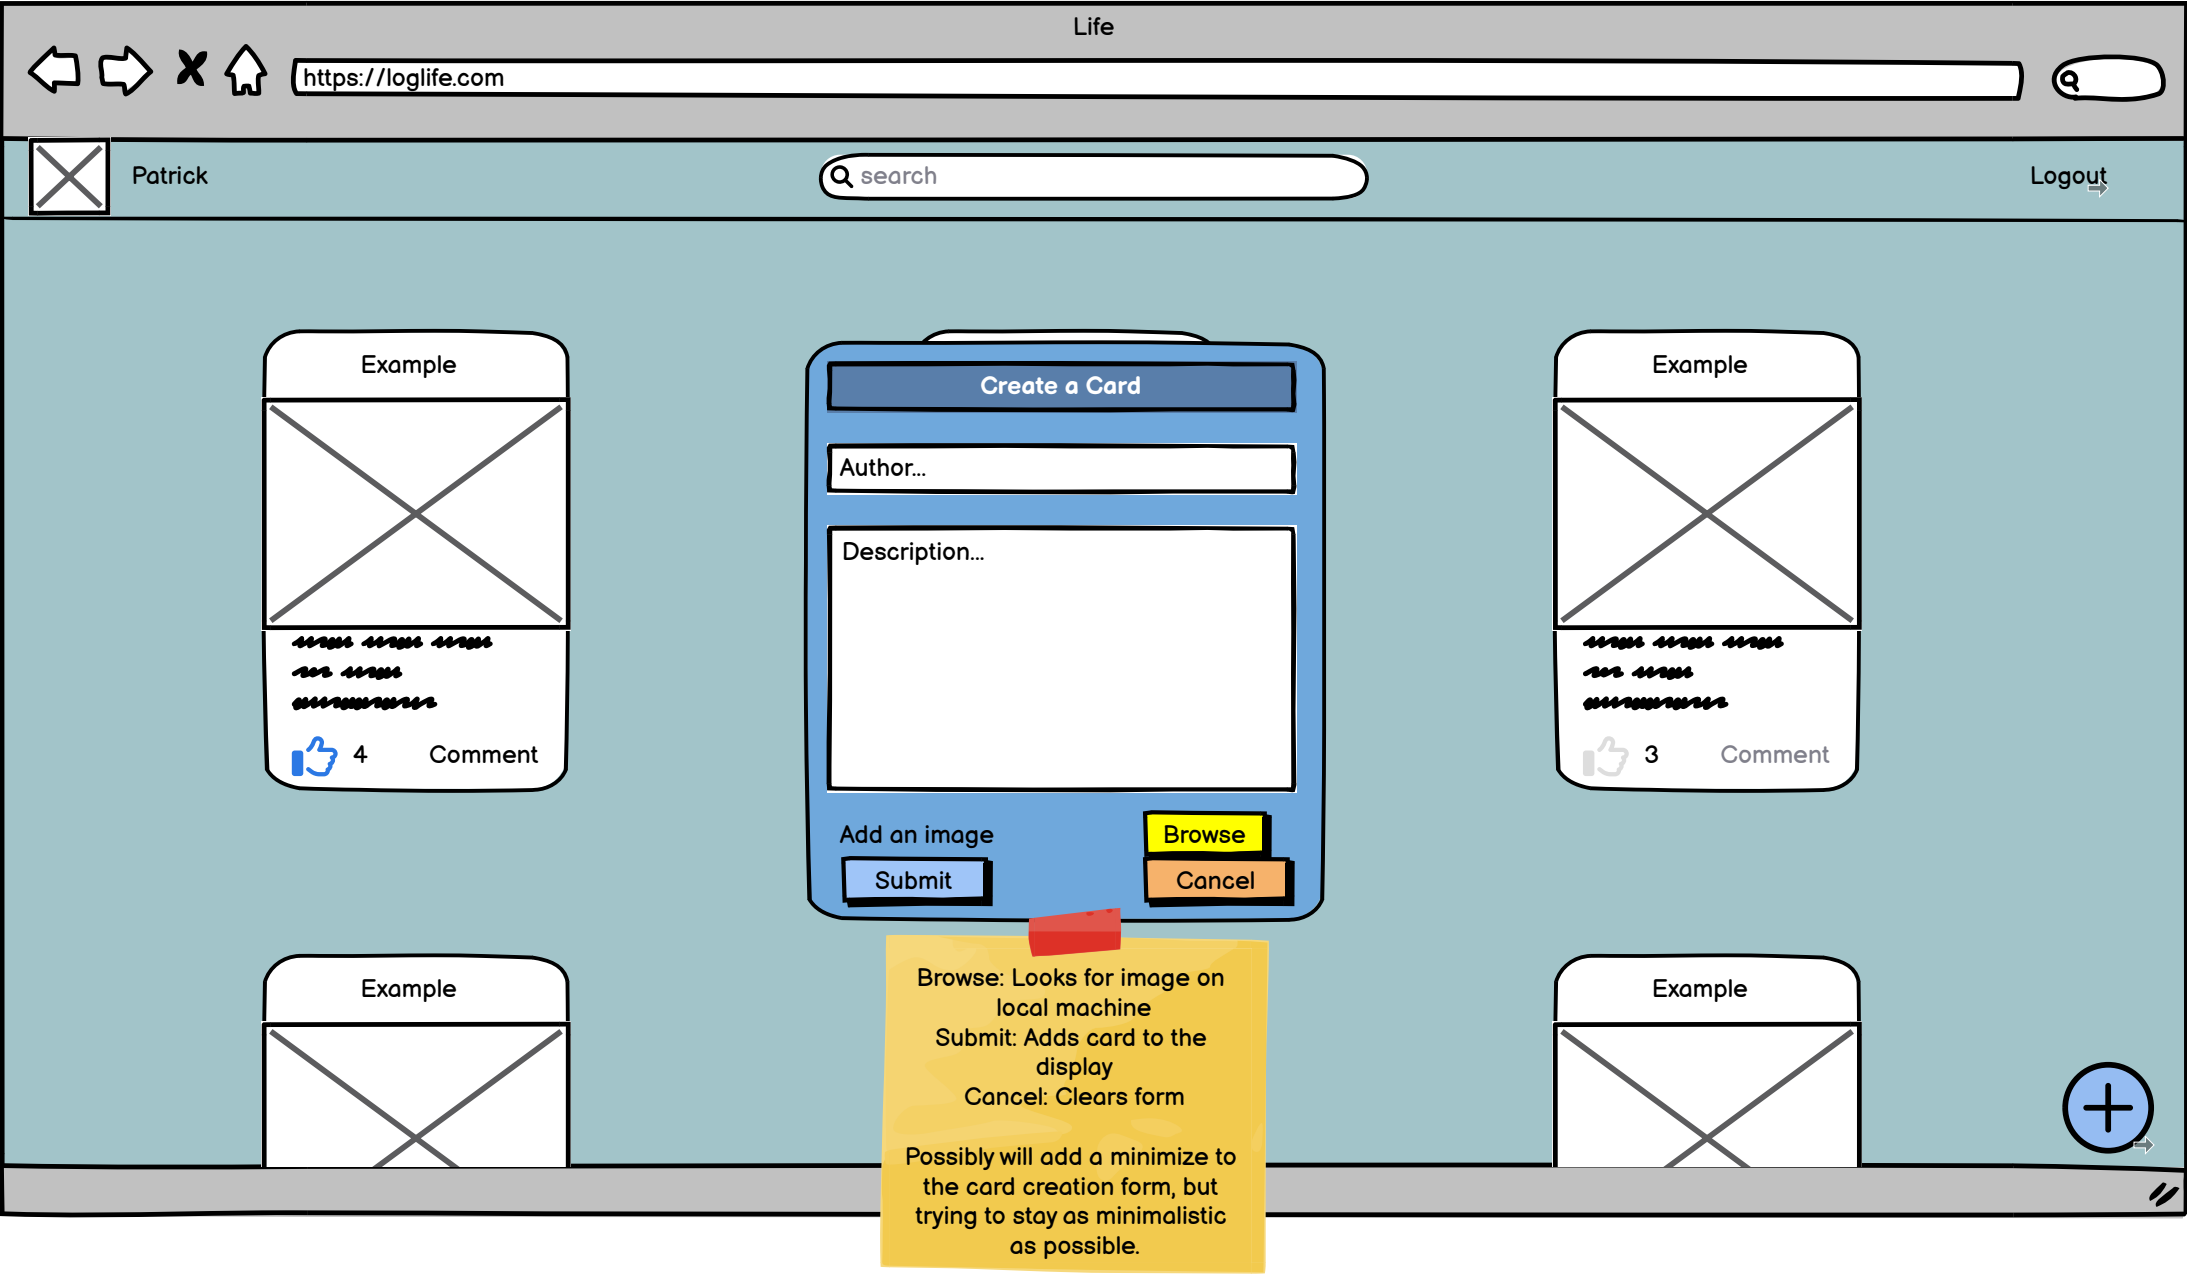 Life
https://loglife.com
Patrick
search
Logout
Example
Create a Card
Example
Author...
Description...
4
Comment
3
Comment
Add an image
Browse
Submit
Cancel
Example
Example
Browse: Looks for image on
local machine
Submit: Adds card to the
display
Cancel: Clears form
Possibly will add a minimize to
the card creation form, but
trying to stay as minimalistic
as possible.